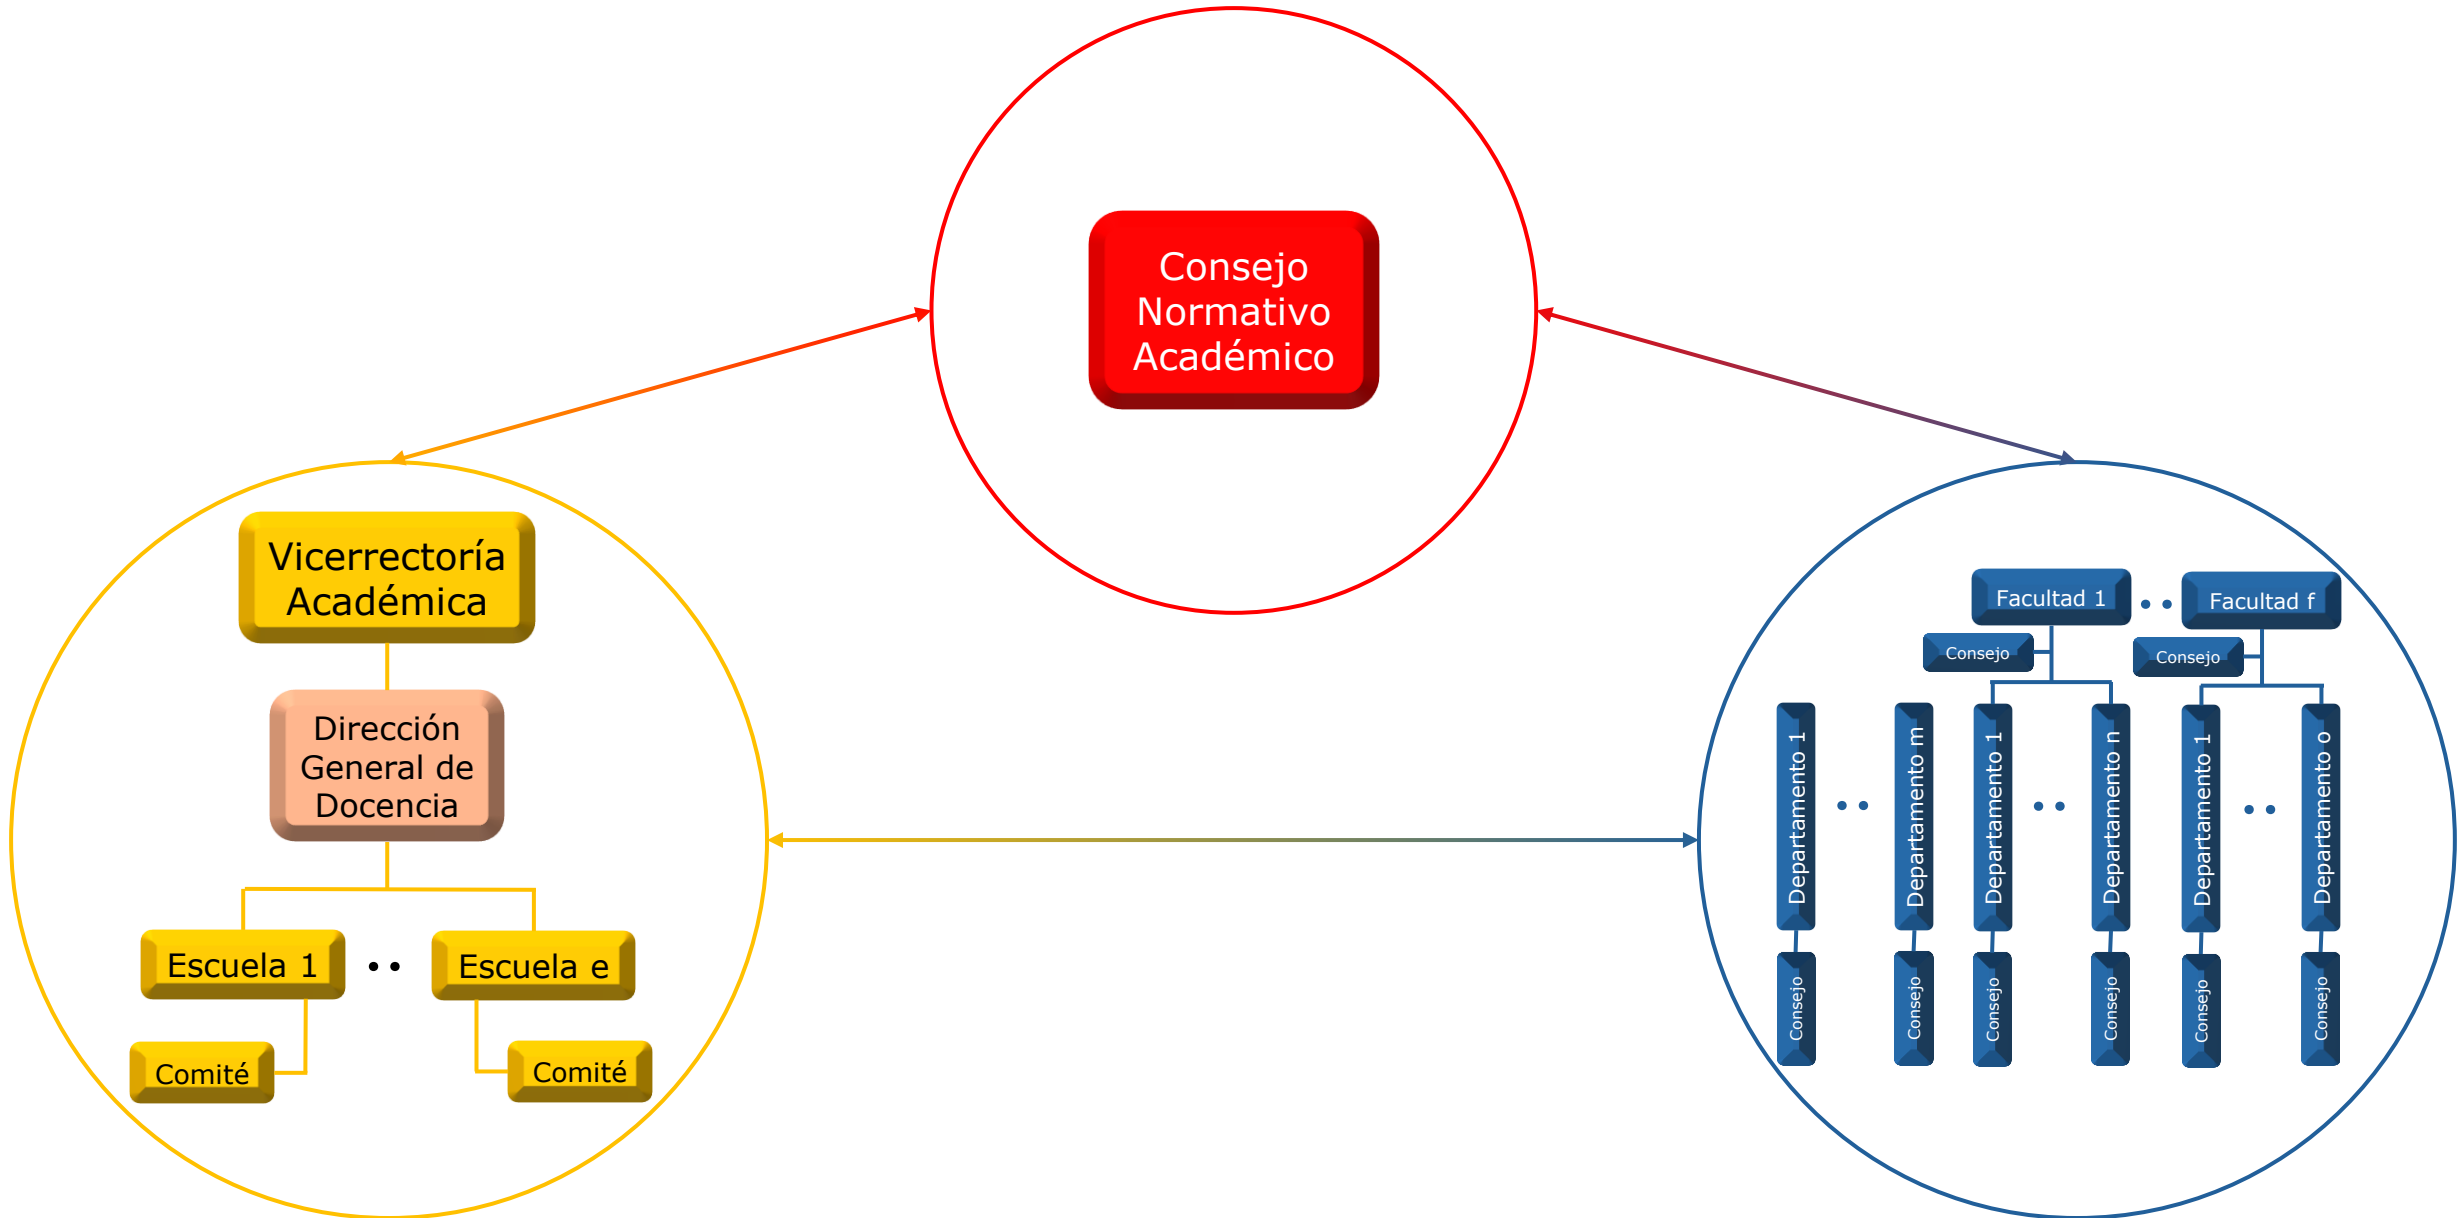 Consejo
Normativo
Académico
Vicerrectoría
Académica
Dirección
General de
Docencia
Escuela 1
Escuela e
Comité
Comité
Facultad 1
Facultad f
Consejo
Consejo
Departamento 1
Departamento m
Departamento 1
Departamento n
Departamento 1
Departamento o
Consejo
Consejo
Consejo
Consejo
Consejo
Consejo